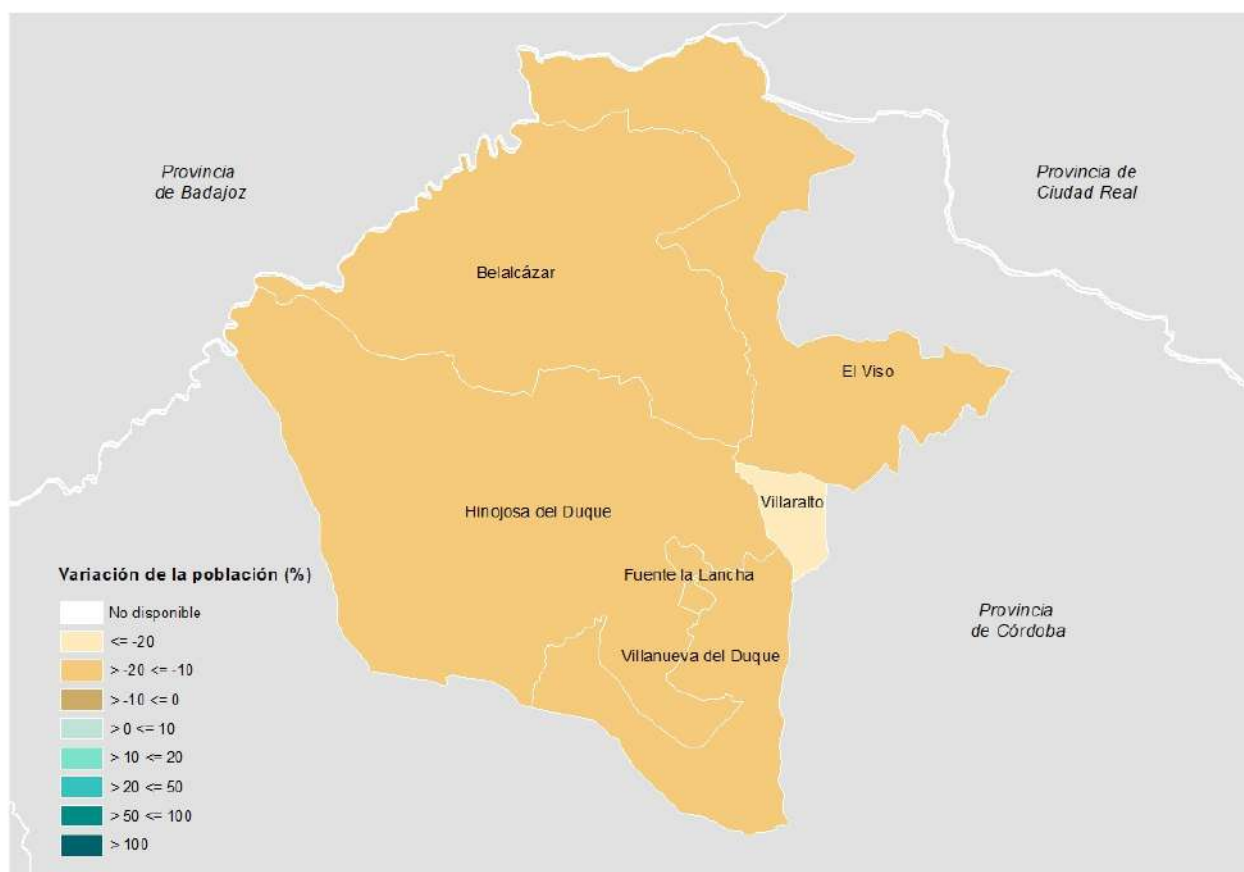 Provincia
de Badajoz
Provincia de
Ciudad Real
Belalcázar
El Viso
Villaralto
Hinojosa del Duque
Fuente la Lancha
Villanueva del Duque
Provincia
de Córdoba
Variación de la población (%)
No disponible
<= -20
> -20 <= -10
> -10 <= 0
> 0 <= 10
> 10 <= 20
> 20 <= 50
> 50 <= 100
> 100